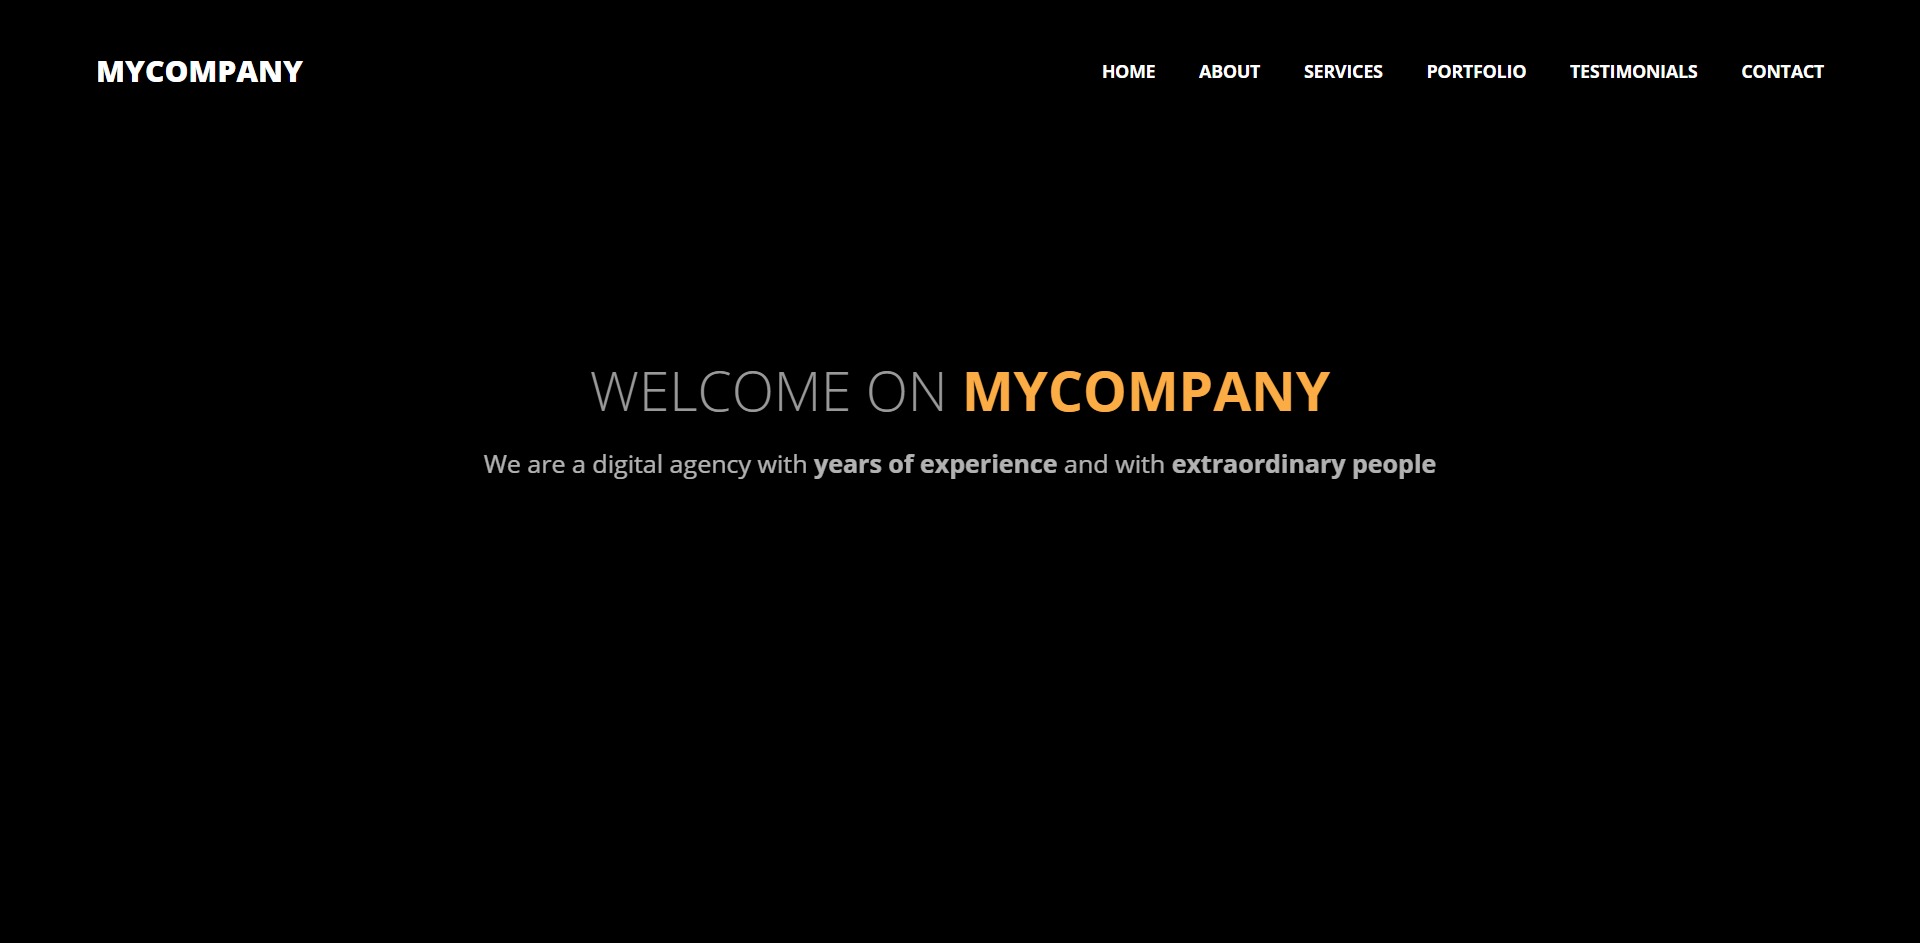 MYCOMPANY
HOME ABOUT SERVICES PORTFOLIO TESTIMONIALS CONTACT
WELCOME ON MYCOMPANY
We are a digital agency with years of experience and with extraordinary people